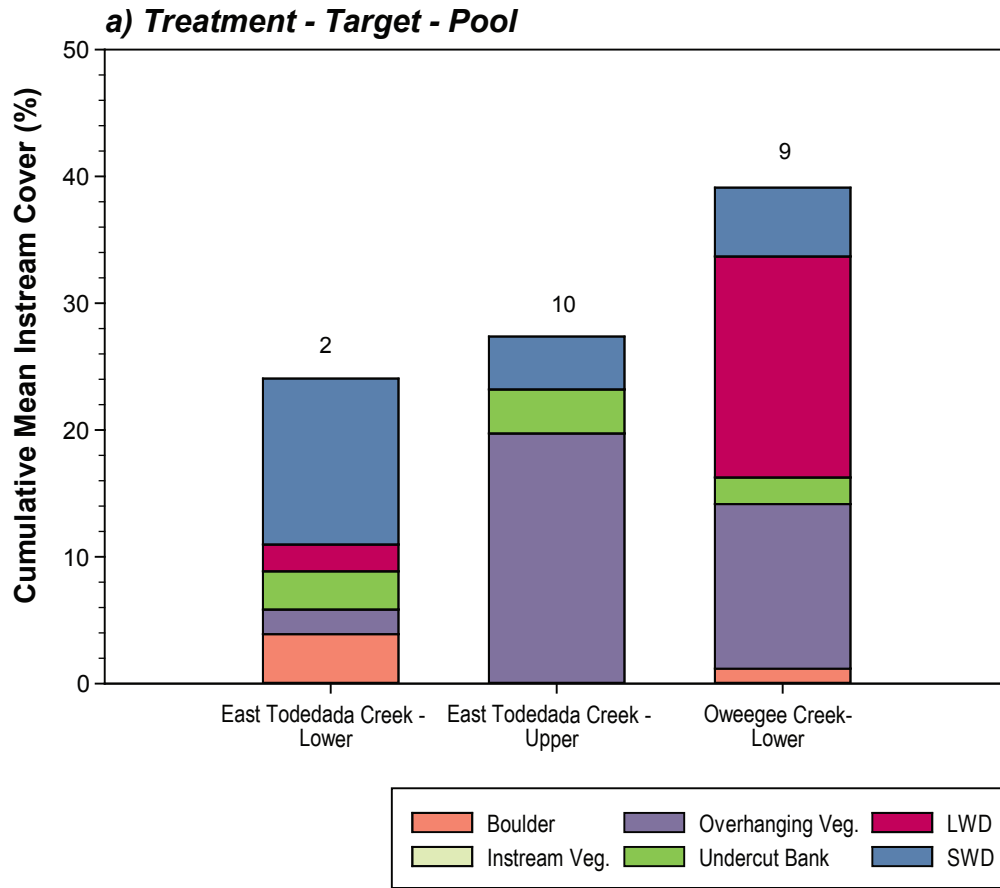 a) Treatment - Target - Pool
Cumulative Mean Instream Cover (%)
50
40
30
20
10
0
2
10
9
East Todedada Creek -
Lower
East Todedada Creek -
Upper
Oweegee Creek-
Lower
Boulder
Overhanging Veg.
LWD
Instream Veg.
Undercut Bank
SWD